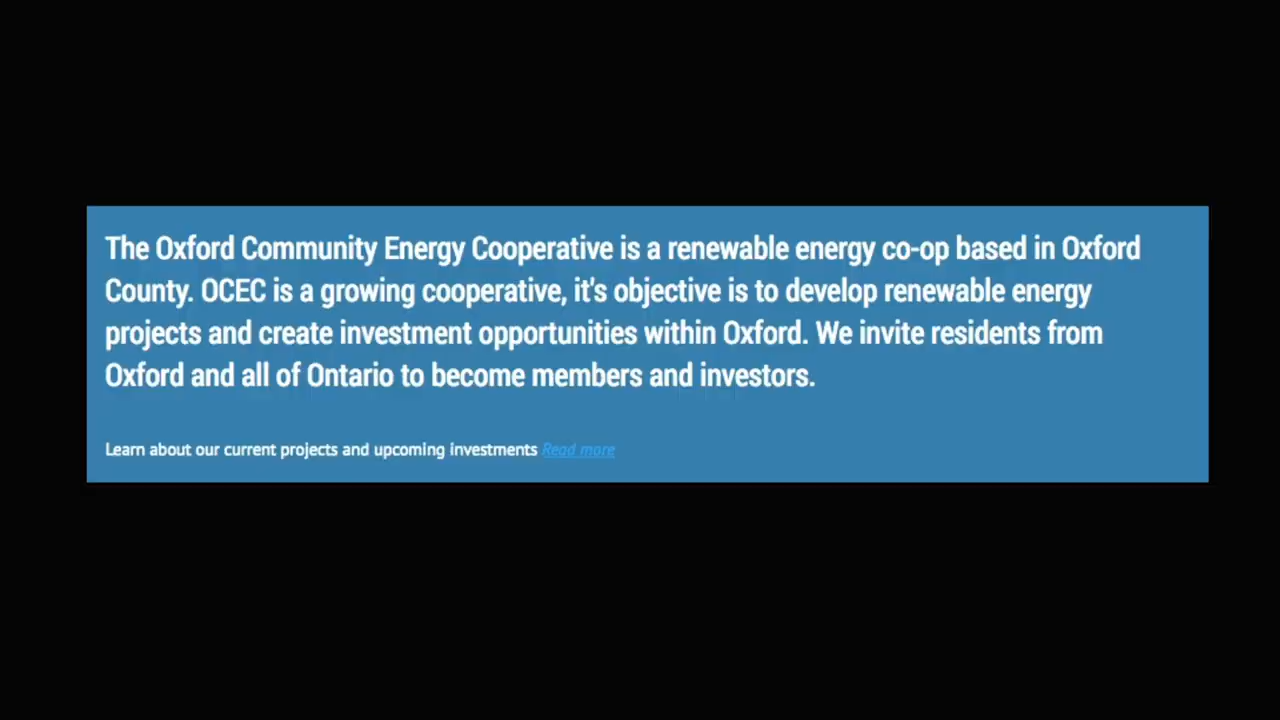 The Oxford Community Energy Cooperative is a renewable energy co-op based in Oxford
County. OCEC is a growing cooperative, it's objective is to develop renewable energy
projects and create investment opportunities within Oxford. We invite residents from
Oxford and all of Ontario to become members and investors.
Learn about our current projects and upcoming investments Read more